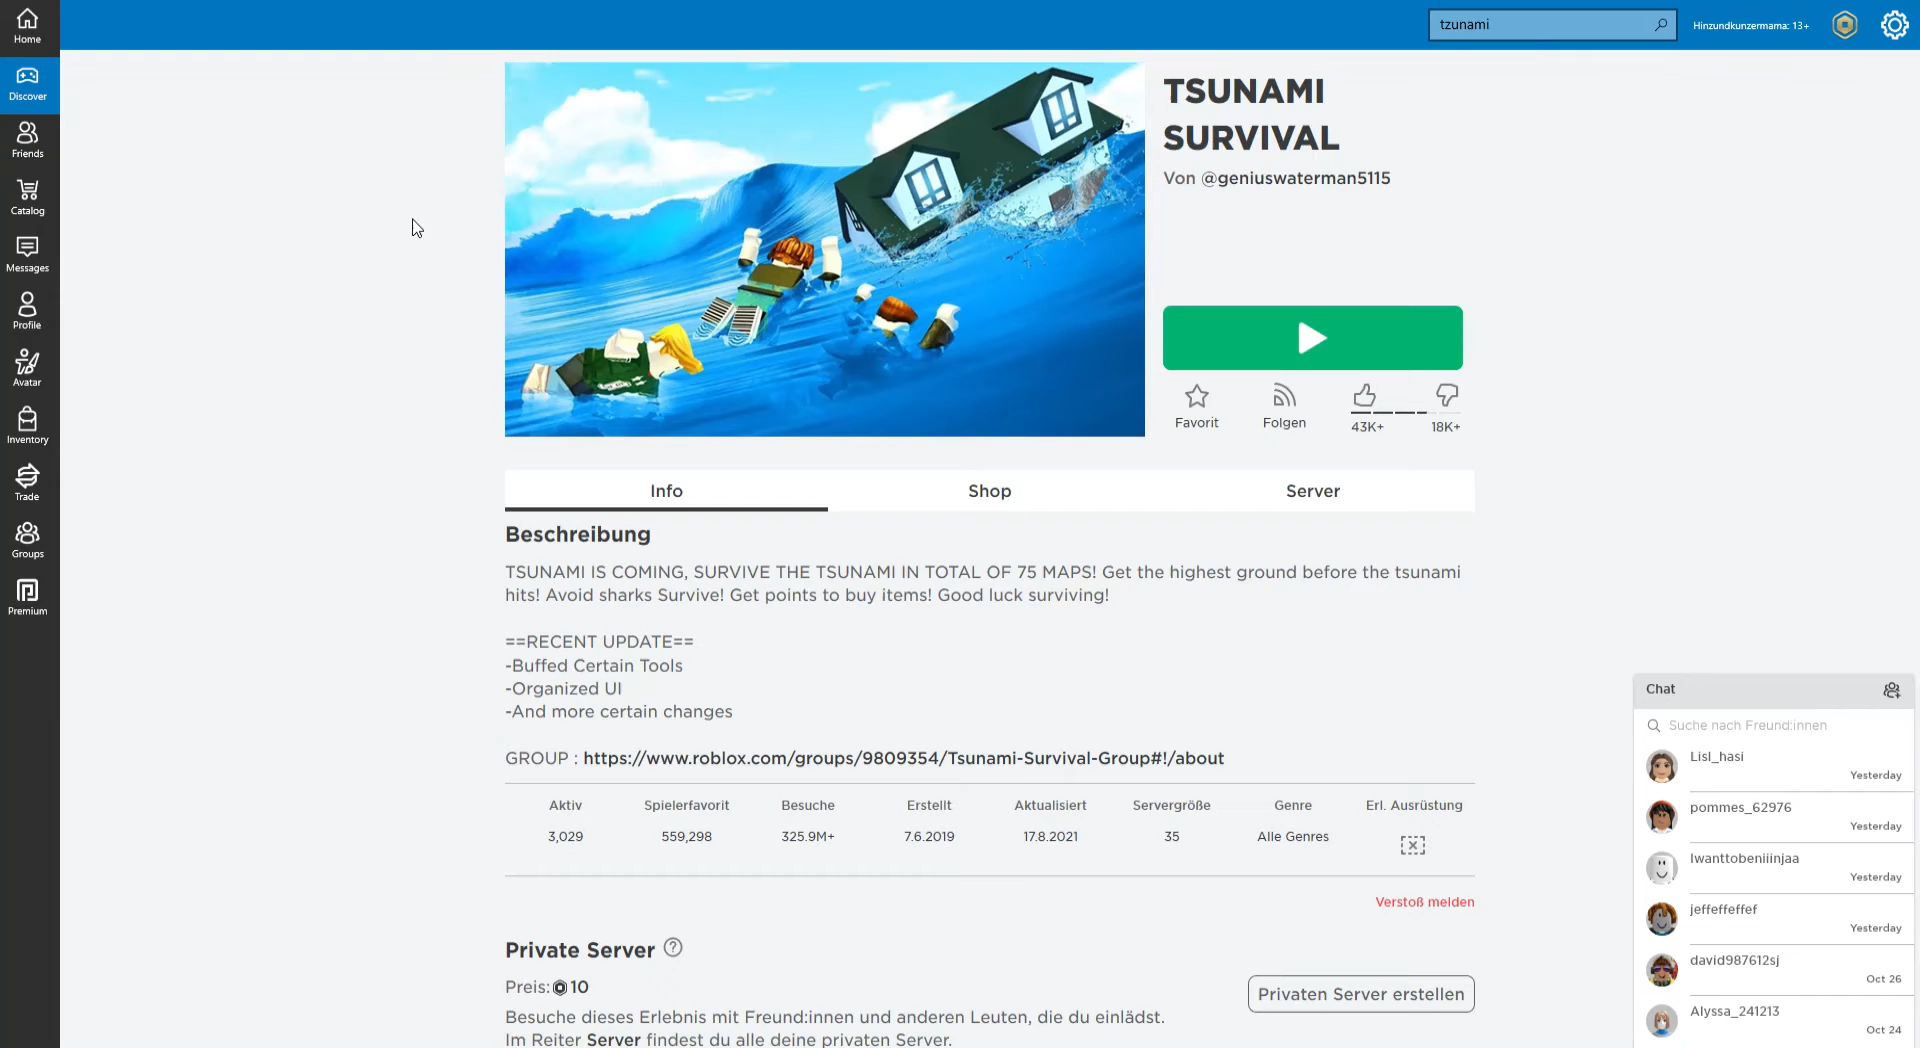 Home
Discover
Friends
Catalog
Messages
Profile
Avatar
Inventory
Trade
Groups
Premium
tzunami
Hinzundkunzermama: 13+
TSUNAMI
SURVIVAL
Von @geniuswaterman5115
Favorit
Folgen
43K+
18K+
Info
Shop
Server
Beschreibung
TSUNAMI IS COMING, SURVIVE THE TSUNAMI IN TOTAL OF 75 MAPS! Get the highest ground before the tsunami
hits! Avoid sharks Survive! Get points to buy items! Good luck surviving!
==RECENT UPDATE==
-Buffed Certain Tools
-Organized UI
-And more certain changes
GROUP : https://www.roblox.com/groups/9809354/Tsunami-Survival-Group#!/about
Aktiv Spielerfavorit Besuche Erstellt Aktualisiert Servergröße Genre Erl. Ausrüstung
3,029 559,298 325.9M+ 7.6.2019 17.8.2021 35 Alle Genres
Verstoß melden
Private Server
Preis: 10
Privaten Server erstellen
Besuche dieses Erlebnis mit Freund:innen und anderen Leuten, die du einlädst.
Im Reiter Server findest du alle deine privaten Server.
Chat
Suche nach Freund:innen
Lisl_hasi
Yesterday
pommes_62976
Yesterday
Iwanttobeniiinjaa
Yesterday
jeffeffeffef
Yesterday
david987612sj
Oct 26
Alyssa_241213
Oct 24